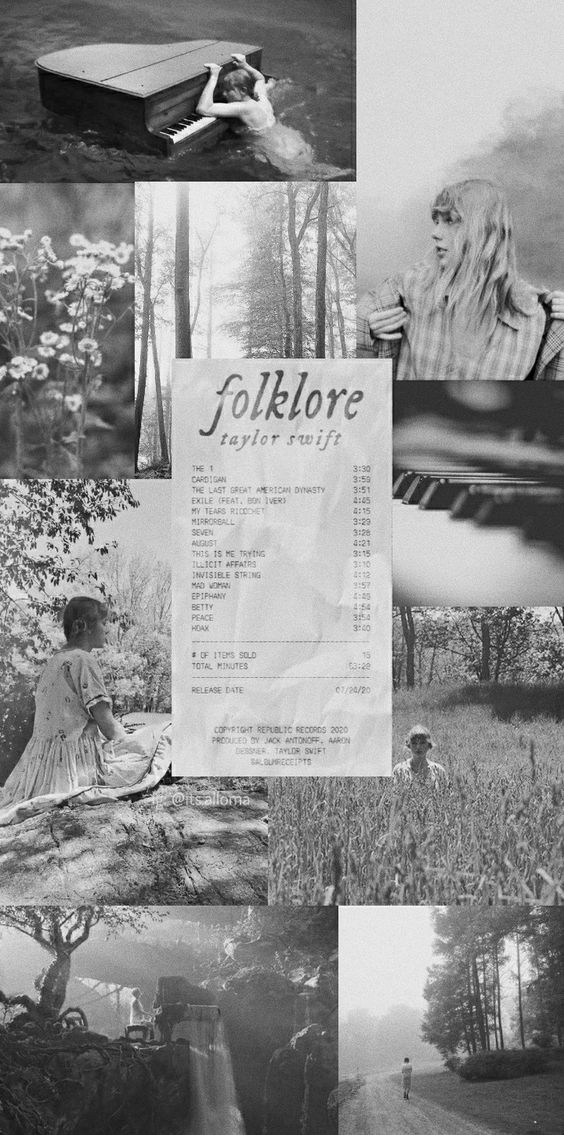 folklore
taylor swift
THE 1 3:30
CARDIGAN 3:59
THE LAST GREAT AMERICAN DYNASTY 3:51
EXILE (FEAT. BON IVER) 4:45
MY TEARS RICOCHET 4:15
MIRRORBALL 3:29
SEVEN 3:28
AUGUST 4:21
THIS IS ME TRYING 3:15
ILLICIT AFFAIRS 3:10
INVISIBLE STRING 4:12
MAD WOMAN 3:57
EPIPHANY 4:49
BETTY 4:54
PEACE 3:54
HOAX 3:40
# OF ITEMS SOLD 16
TOTAL MINUTES
RELEASE DATE 07/24/20
COPYRIGHT REPUBLIC RECORDS 2020
PRODUCED BY JACK ANTONOFF, AARON
DESSNER, TAYLOR SWIFT
@ALBUMRECEIPTS
ig: @itsalloma